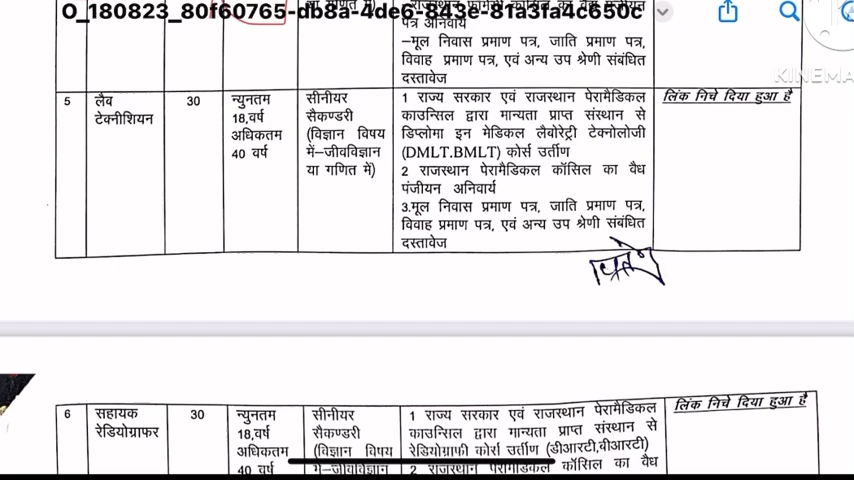 O_180823_80f60765-db8a-4de6-843e-81a3fa4c650c
पत्र अनिवार्य
–मूल निवास प्रमाण पत्र, जाति प्रमाण पत्र,
विवाह प्रमाण पत्र, एवं अन्य उप श्रेणी संबंधित
दस्तावेज
KINEMA
5 लैव टेक्नीशियन 30
न्युनतम
18,वर्ष
अधिकतम
40 वर्ष
सीनीयर
सैकण्डरी
(विज्ञान विषय
में–जीवविज्ञान
या गणित में)
1 राज्य सरकार एवं राजस्थान पेरामेडिकल
काउन्सिल द्वारा मान्यता प्राप्त संस्थान से
डिप्लोमा इन मेडिकल लैवोरेट्री टेक्नोलोजी
(DMLT.BMLT) कोर्स उर्तीण
2 राजस्थान पेरामैडिकल कॉसिल का वैध
पंजीयन अनिवार्य
3.मूल निवास प्रमाण पत्र, जाति प्रमाण पत्र,
विवाह प्रमाण पत्र, एवं अन्य उप श्रेणी संबंधित
दस्तावेज
लिंक निचे दिया हुआ है
6 सहायक रेडियोग्राफर 30
न्युनतम
18,वर्ष
अधिकतम
40 वर्ष
सीनीयर
सैकण्डरी
(विज्ञान विषय
में–जीवविज्ञान
1 राज्य सरकार एवं राजस्थान पेरामैडिकल
काउन्सिल द्वारा मान्यता प्राप्त संस्थान से
रेडियोग्राफी कोर्स उर्तीण (डीआरटी,बीआरटी)
2 राजस्थान पेरामैडिकल कॉसिल का वैध
लिंक निचे दिया हुआ है